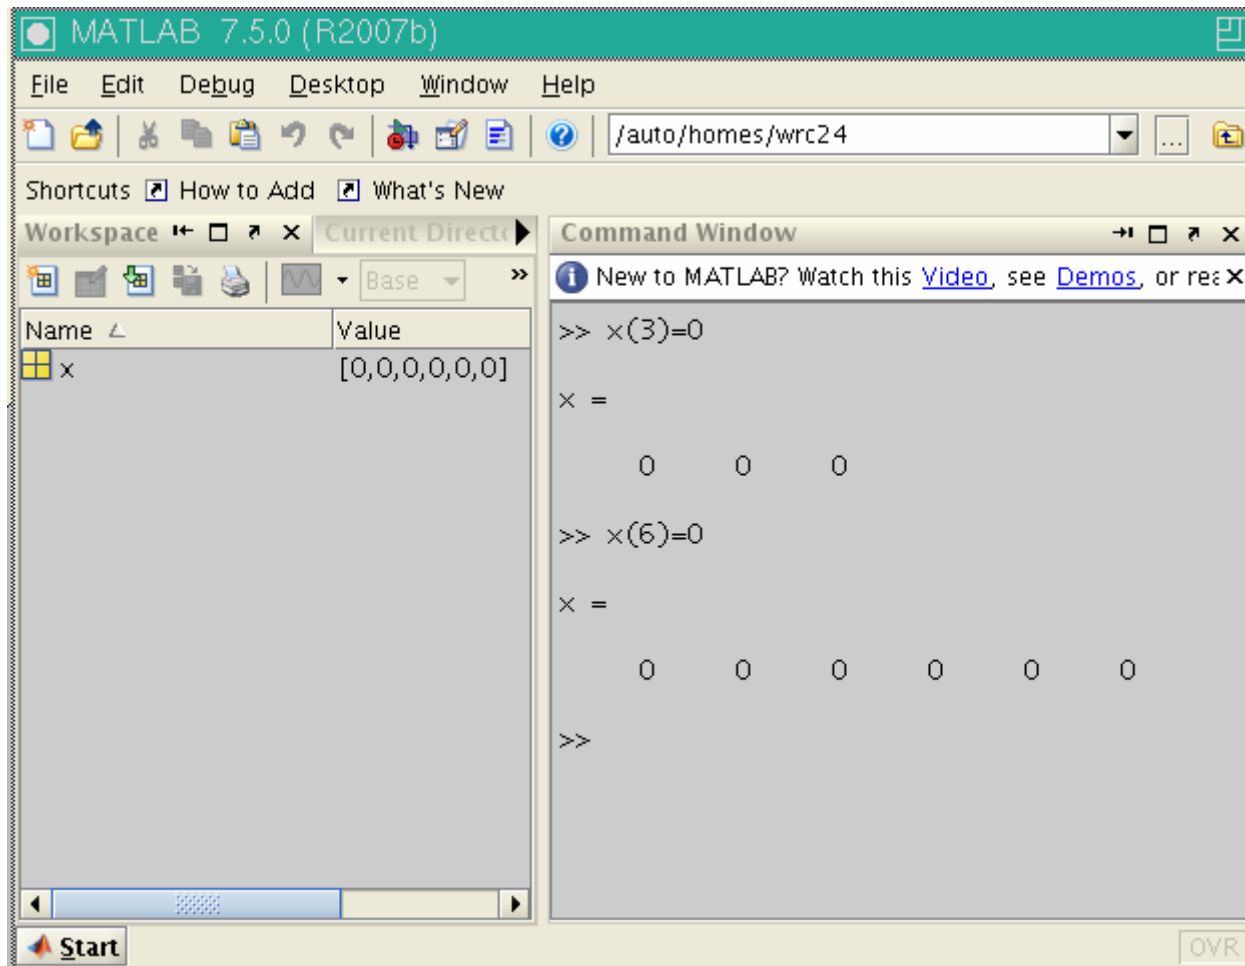 MATLAB 7.5.0 (R2007b)
File Edit Debug Desktop Window Help
/auto/homes/wrc24 ...
Shortcuts How to Add What's New
Workspace Current Directo
Base »
Name Value
x [0,0,0,0,0,0]
Command Window
New to MATLAB? Watch this Video, see Demos, or rea
>> x(3)=0
x =
0 0 0
>> x(6)=0
x =
0 0 0 0 0 0
>>
Start
OVR